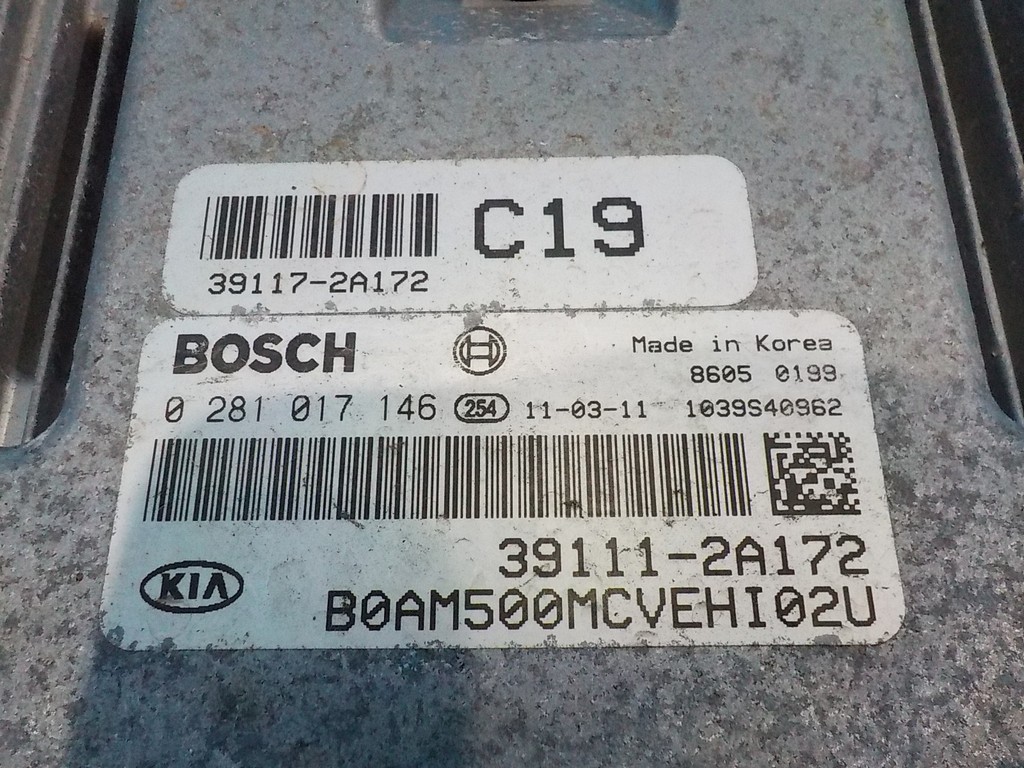 C19
39117-2A172
BOSCH
Made in Korea
8605 0199
0 281 017 146 254 11-03-11 1039S40962
39111-2A172
KIA
B0AM500MCVEHI02U